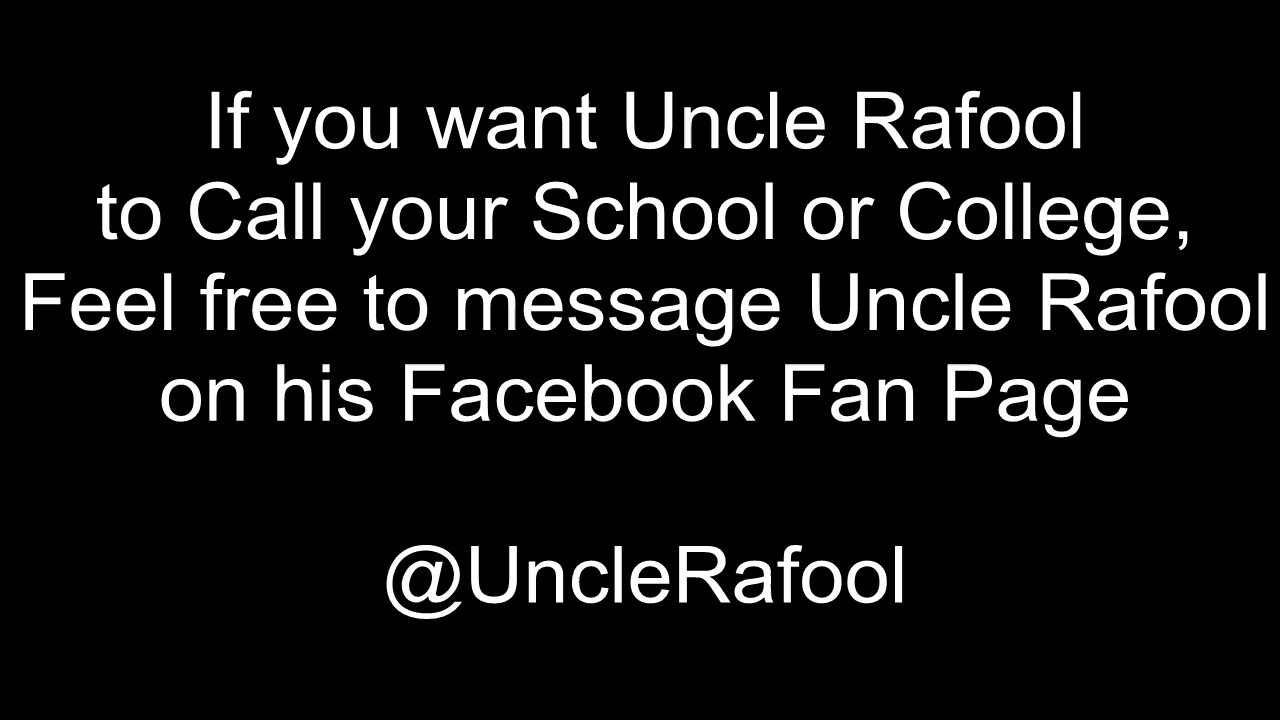 If you want Uncle Rafool
to Call your School or College,
Feel free to message Uncle Rafool
on his Facebook Fan Page
@UncleRafool